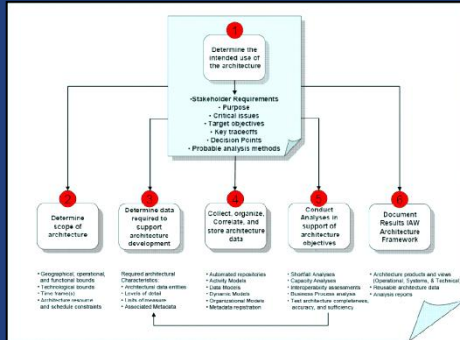 1
Determine the
intended use of
the architecture
•Stakeholder Requirements
• Purpose
• Critical issues
• Target objectives
• Key tradeoffs
• Decision Points
• Probable analysis methods
2
Determine
scope of
architecture
• Geographical, operational,
and functional bounds
• Technological bounds
• Time frame(s)
• Architecture resource
and schedule constraints
3
Determine data
required to
support
architecture
development
Required architectural
Characteristics:
• Architectural data entities
• Levels of detail
• Units of measure
• Associated Metadata
4
Collect, organize,
Correlate, and
store architecture
data
• Automated repositories
• Activity Models
• Data Models
• Dynamic Models
• Organizational Models
• Metadata registration
5
Conduct
Analyses in
support of
architecture
objectives
• Shortfall Analyses
• Capacity Analyses
• Interoperability assessments
• Business Process analysis
• Test architecture completeness,
accuracy, and sufficiency
6
Document
Results IAW
Architecture
Framework
• Architecture products and views
(Operational, Systems, & Technical)
• Reusable architecture data
• Analysis reports